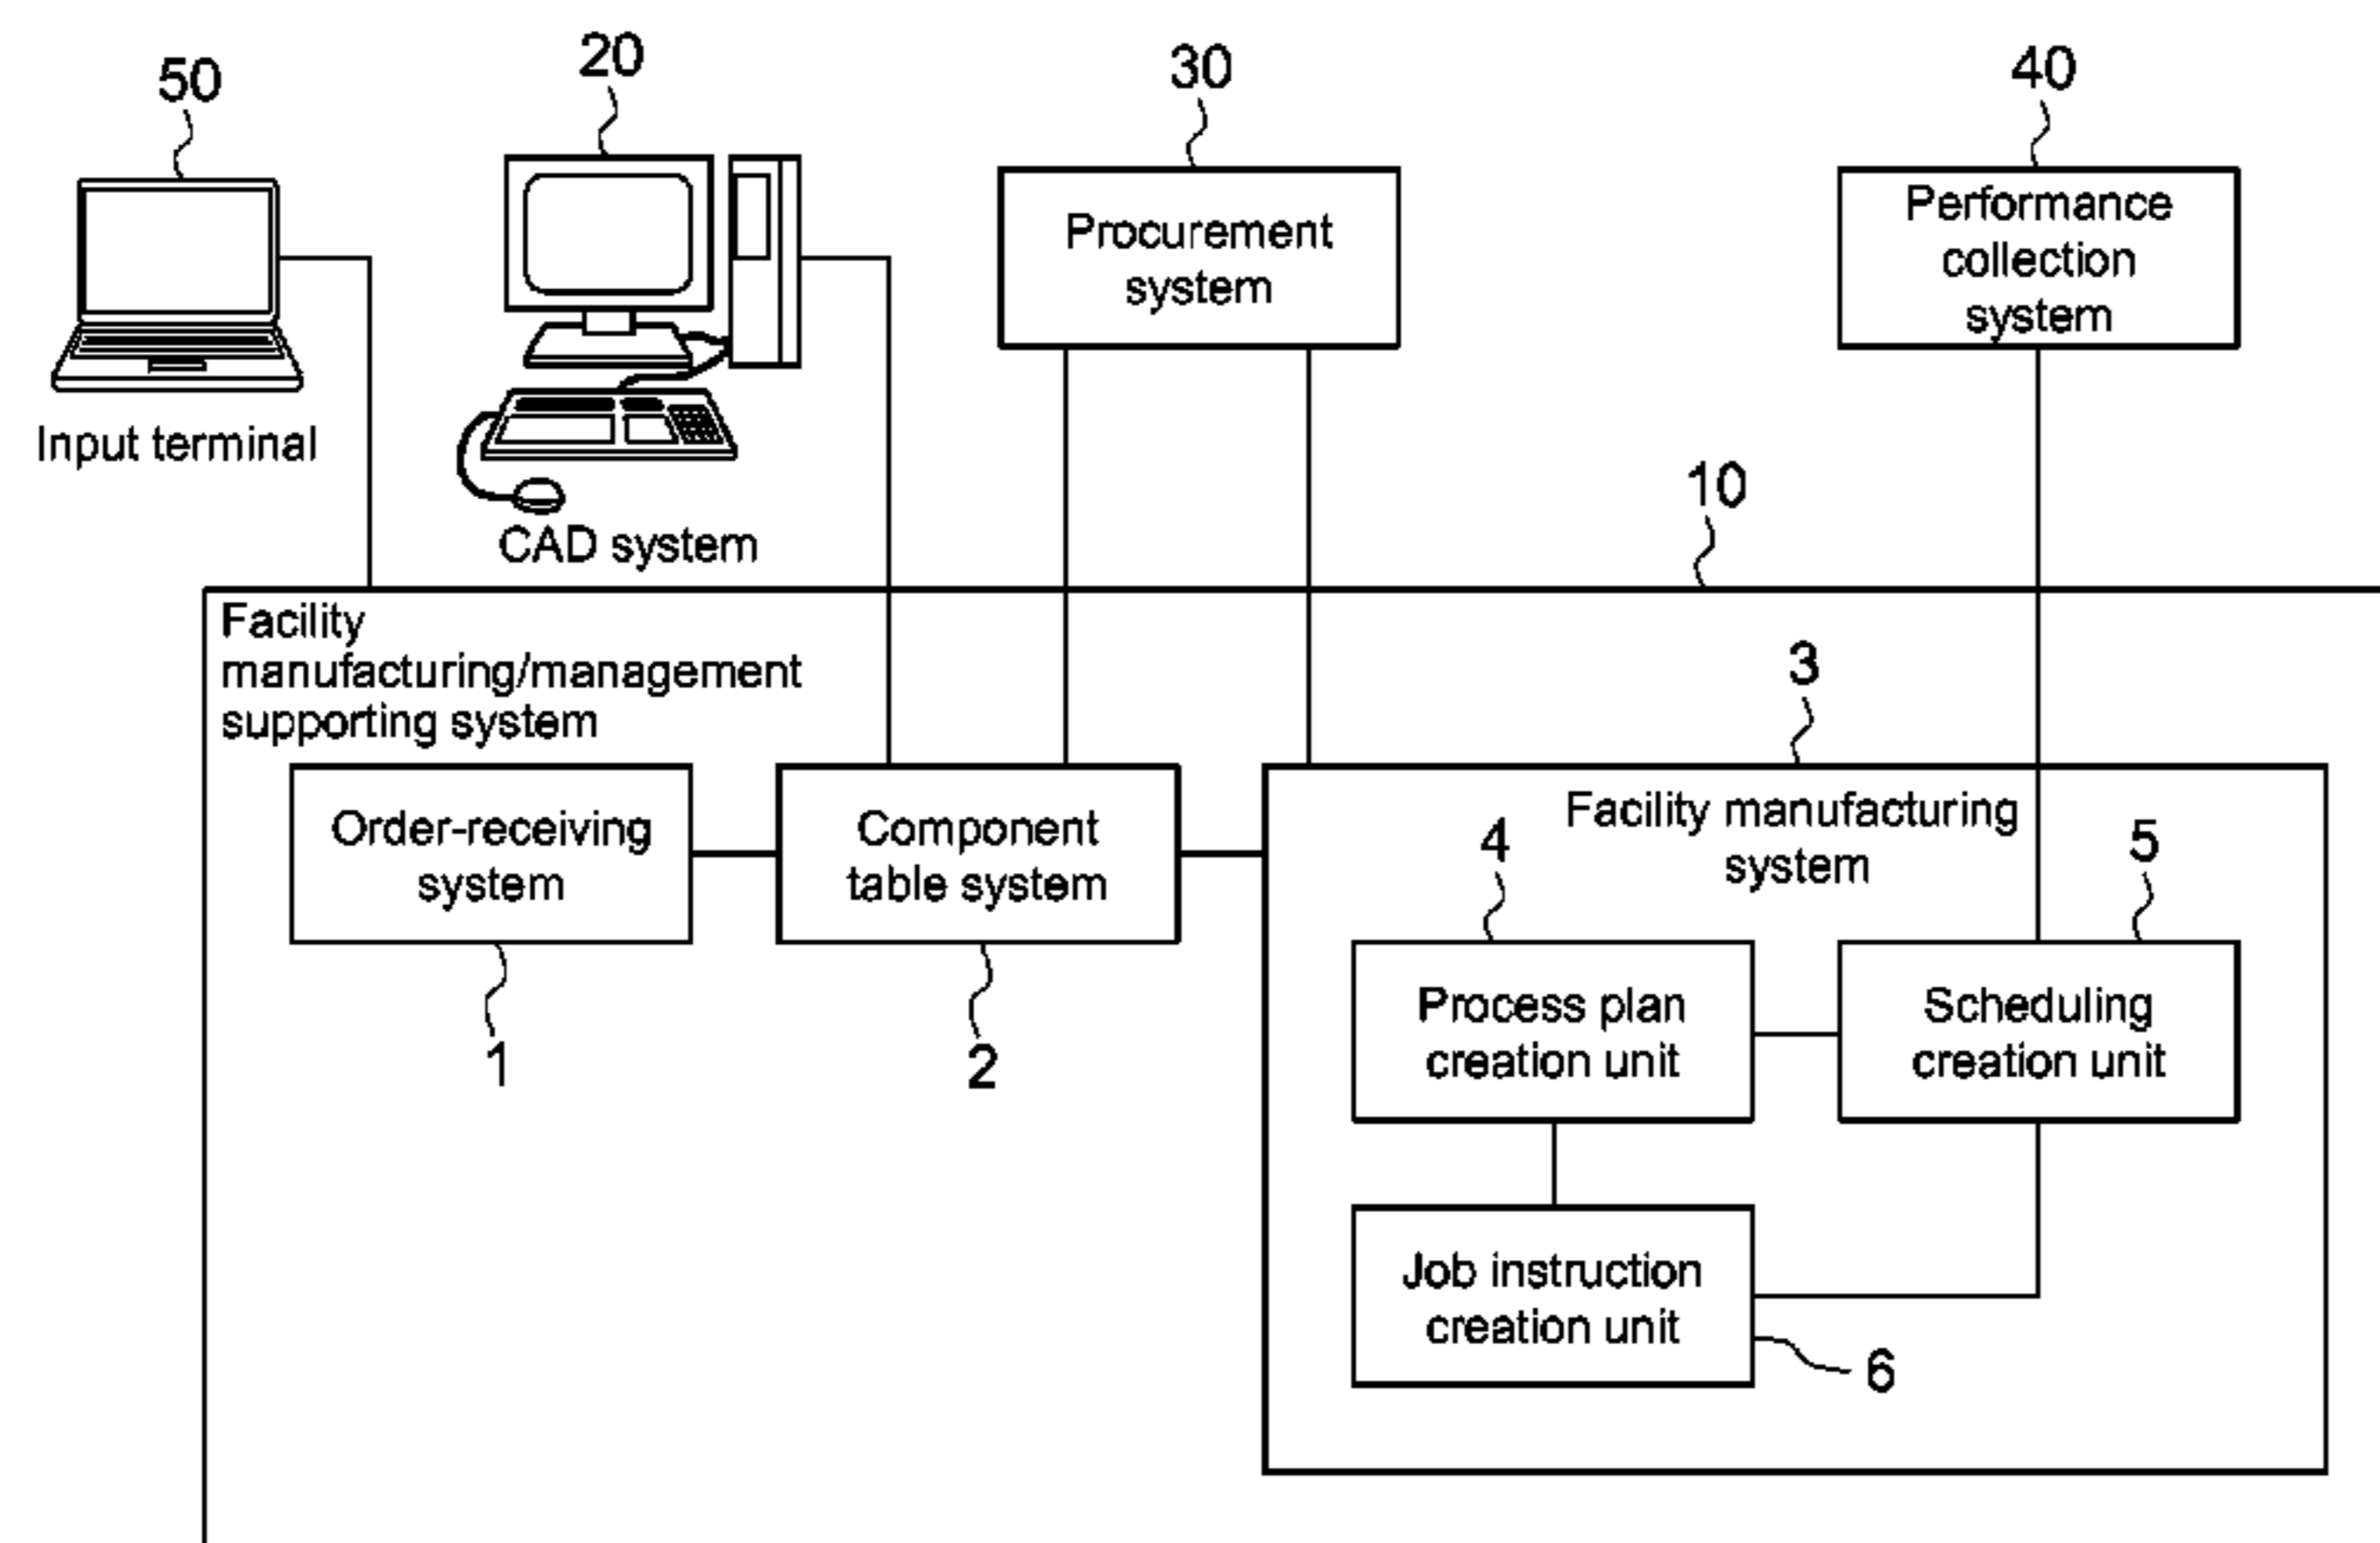 50
20
30
40
Procurement
system
Performance
collection
system
Input terminal
CAD system
10
Facility
manufacturing/management
supporting system
3
Order-receiving
system
1
Component
table system
2
Facility manufacturing
system
4
5
Process plan
creation unit
Scheduling
creation unit
Job instruction
creation unit
6